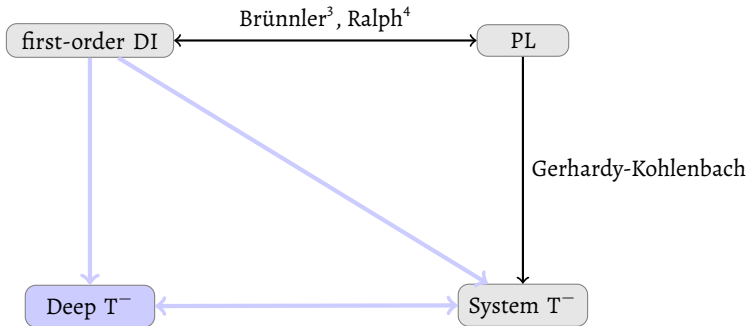 Brünnler³, Ralph⁴
first-order DI
PL
Gerhardy-Kohlenbach
Deep T⁻
System T⁻